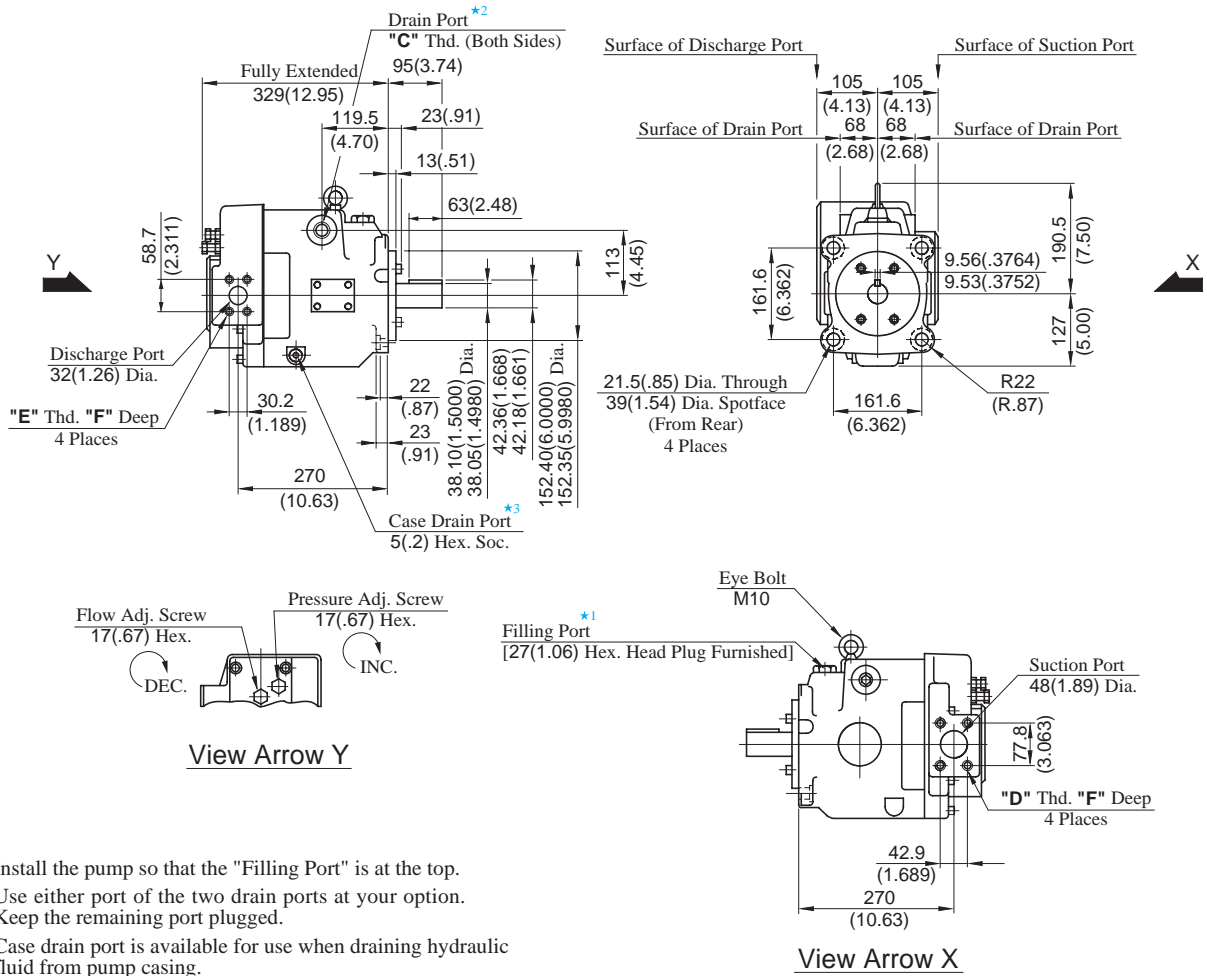 Drain Port ★2
"C" Thd. (Both Sides)
95(3.74)
Fully Extended
329(12.95)
119.5
(4.70)
23(.91)
13(.51)
63(2.48)
58.7
(2.311)
Y
113
(4.45)
Discharge Port
32(1.26) Dia.
"E" Thd. "F" Deep
4 Places
30.2
(1.189)
22
(.87)
23
(.91)
270
(10.63)
38.10(1.5000) Dia.
38.05(1.4980)
42.36(1.668)
42.18(1.661)
152.40(6.0000) Dia.
152.35(5.9980)
Case Drain Port ★3
5(.2) Hex. Soc.
Surface of Discharge Port
Surface of Suction Port
105
(4.13)
105
(4.13)
Surface of Drain Port
68
(2.68)
68
(2.68)
Surface of Drain Port
190.5
(7.50)
161.6
(6.362)
9.56(.3764)
9.53(.3752)
X
127
(5.00)
21.5(.85) Dia. Through
39(1.54) Dia. Spotface
(From Rear)
4 Places
161.6
(6.362)
R22
(R.87)
Flow Adj. Screw
17(.67) Hex.
Pressure Adj. Screw
17(.67) Hex.
DEC.
INC.
View Arrow Y
Eye Bolt
M10
Filling Port ★1
[27(1.06) Hex. Head Plug Furnished]
Suction Port
48(1.89) Dia.
77.8
(3.063)
"D" Thd. "F" Deep
4 Places
42.9
(1.689)
270
(10.63)
View Arrow X
nstall the pump so that the "Filling Port" is at the top.
Use either port of the two drain ports at your option.
Keep the remaining port plugged.
Case drain port is available for use when draining hydraulic
fluid from pump casing.